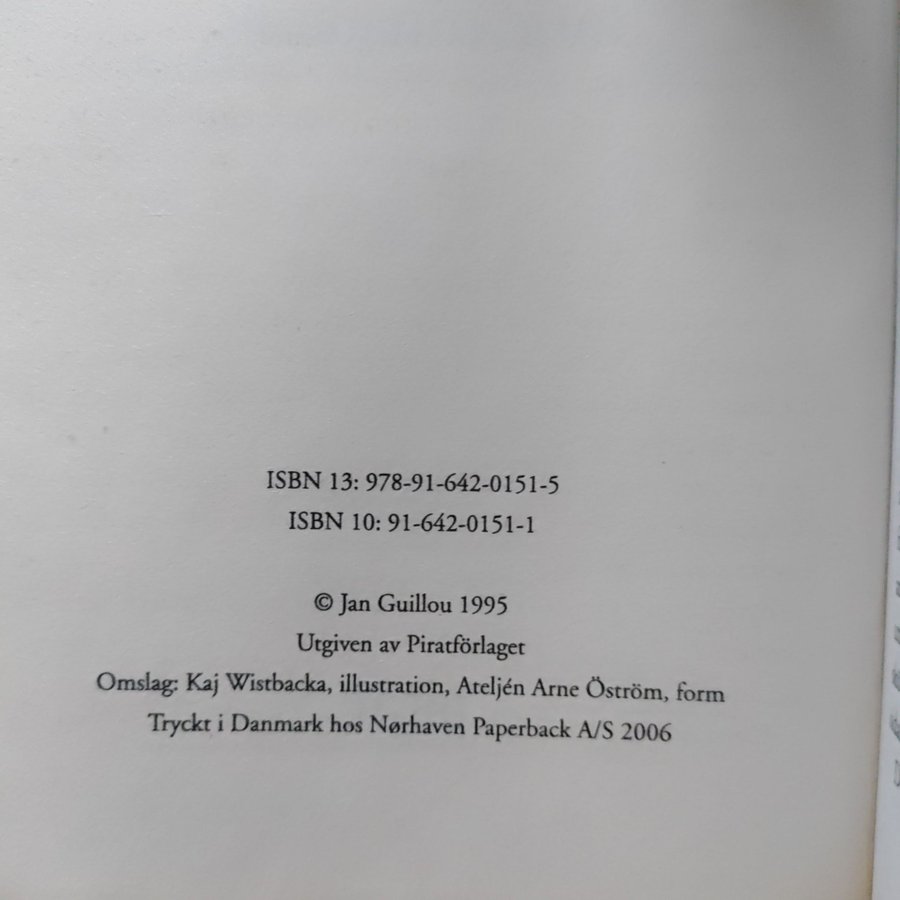 ISBN 13: 978-91-642-0151-5
ISBN 10: 91-642-0151-1
© Jan Guillou 1995
Utgiven av Piratförlaget
Omslag: Kaj Wistbacka, illustration, Ateljén Arne Öström, form
Tryckt i Danmark hos Nørhaven Paperback A/S 2006